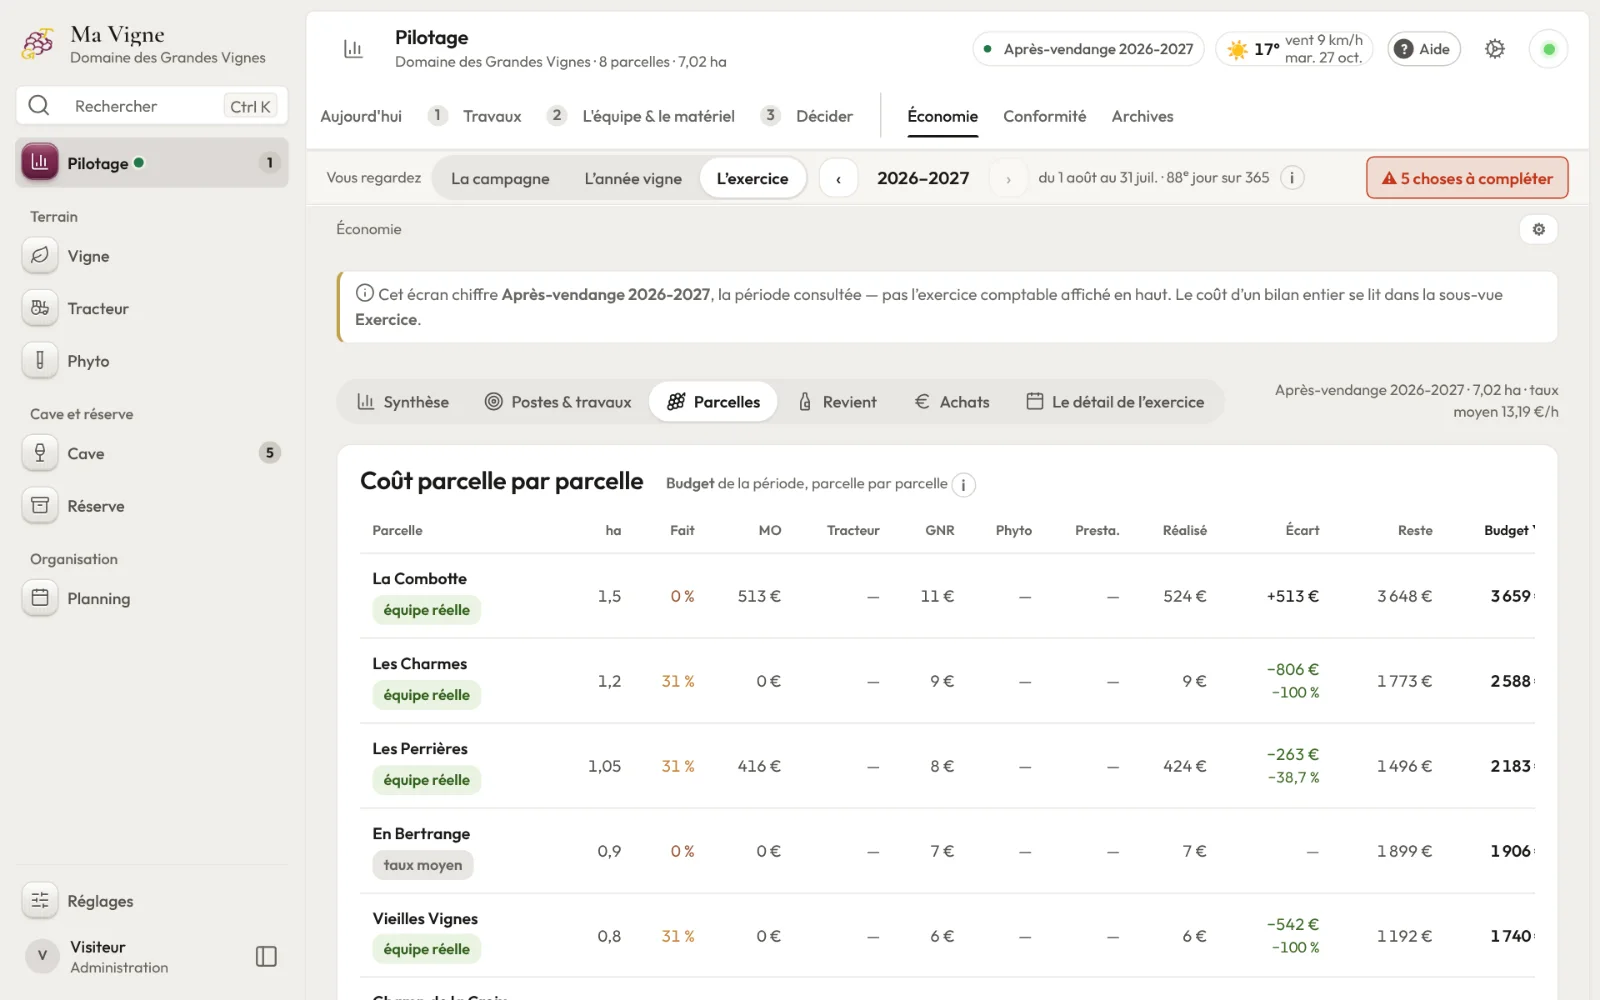 Ma Vigne
Domaine des Grandes Vignes
Rechercher
Ctrl K
Pilotage
1
Terrain
Vigne
Tracteur
Phyto
Cave et réserve
Cave
5
Réserve
Organisation
Planning
Réglages
V
Visiteur
Administration
Pilotage
Domaine des Grandes Vignes · 8 parcelles · 7,02 ha
Après-vendange 2026-2027
17°
vent 9 km/h
mar. 27 oct.
? Aide
Aujourd'hui
1 Travaux
2 L'équipe & le matériel
3 Décider
Économie
Conformité
Archives
Vous regardez
La campagne
L'année vigne
L'exercice
‹
2026–2027
›
du 1 août au 31 juil. · 88e jour sur 365
i
5 choses à compléter
Économie
Cet écran chiffre Après-vendange 2026-2027, la période consultée — pas l'exercice comptable affiché en haut. Le coût d'un bilan entier se lit dans la sous-vue
Exercice.
Synthèse
Postes & travaux
Parcelles
Revient
€ Achats
Le détail de l'exercice
Après-vendange 2026-2027 · 7,02 ha · taux
moyen 13,19 €/h
Coût parcelle par parcelle
Budget de la période, parcelle par parcelle
i
Parcelle ha Fait MO Tracteur GNR Phyto Presta. Réalisé Écart Reste Budget
La Combotte
équipe réelle
1,5 0 % 513 € — 11 € — — 524 € +513 € 3 648 € 3 659
Les Charmes
équipe réelle
1,2 31 % 0 € — 9 € — — 9 € −806 € 1 773 € 2 588
−100 %
Les Perrières
équipe réelle
1,05 31 % 416 € — 8 € — — 424 € −263 € 1 496 € 2 183
−38,7 %
En Bertrange
taux moyen
0,9 0 % 0 € — 7 € — — 7 € — 1 899 € 1 906
Vieilles Vignes
équipe réelle
0,8 31 % 0 € — 6 € — — 6 € −542 € 1 192 € 1 740
−100 %